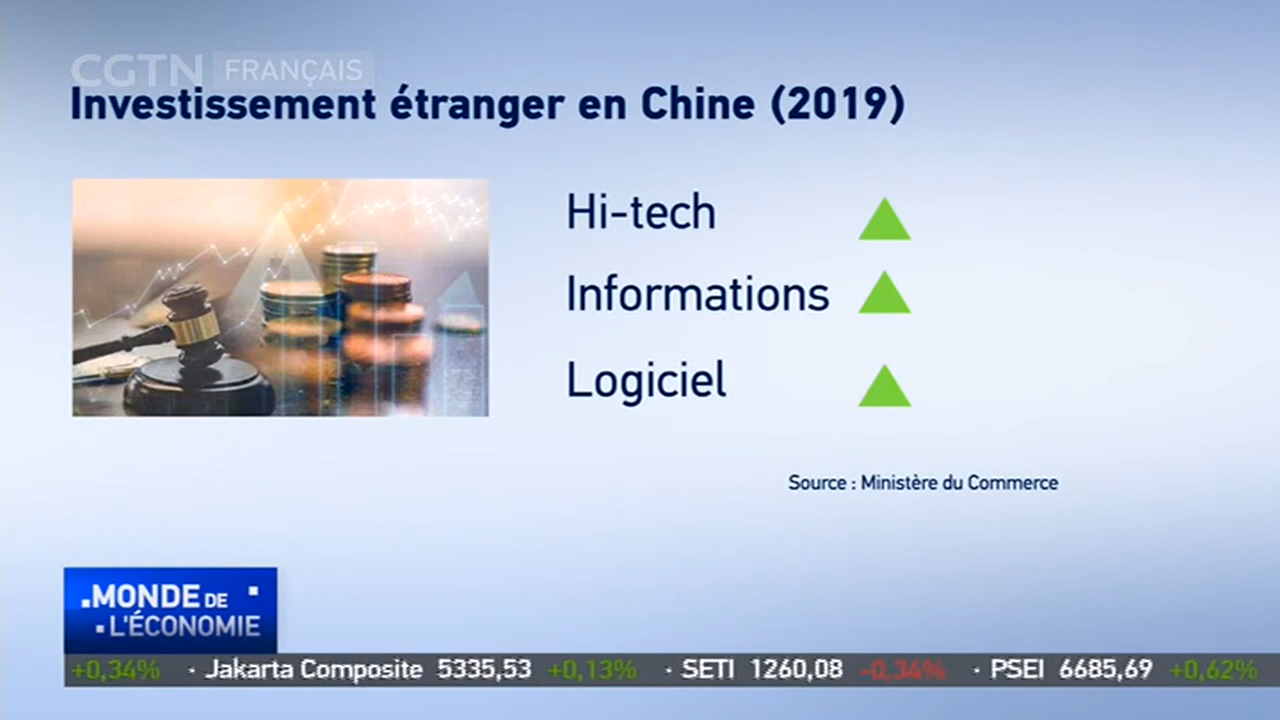 CGTN FRANÇAIS
Investissement étranger en Chine (2019)
Hi-tech
Informations
Logiciel
Source : Ministère du Commerce
MONDE DE
L'ÉCONOMIE
+0,34% · Jakarta Composite 5335,53 +0,13% · SETI 1260,08 -0,34% · PSEI 6685,69 +0,62%